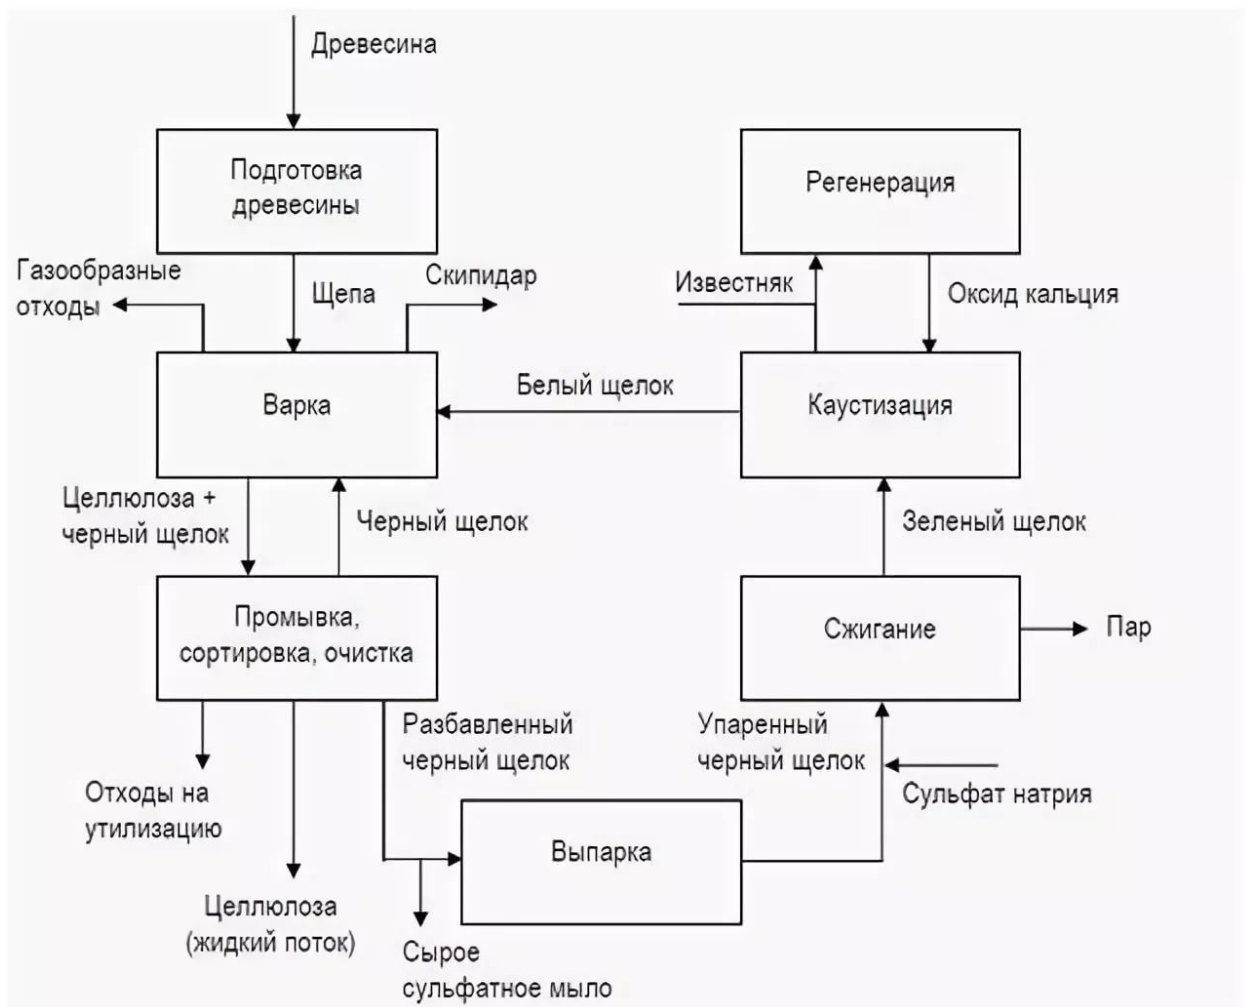 Древесина
Подготовка
древесины
Регенерация
Газообразные
отходы
Щепа
Скипидар
Известняк
Оксид кальция
Варка
Белый щелок
Каустизация
Целлюлоза +
черный щелок
Черный щелок
Зеленый щелок
Промывка,
сортировка, очистка
Сжигание
Пар
Разбавленный
черный щелок
Упаренный
черный щелок
Отходы на
утилизацию
Сульфат натрия
Выпарка
Целлюлоза
(жидкий поток)
Сырое
сульфатное мыло